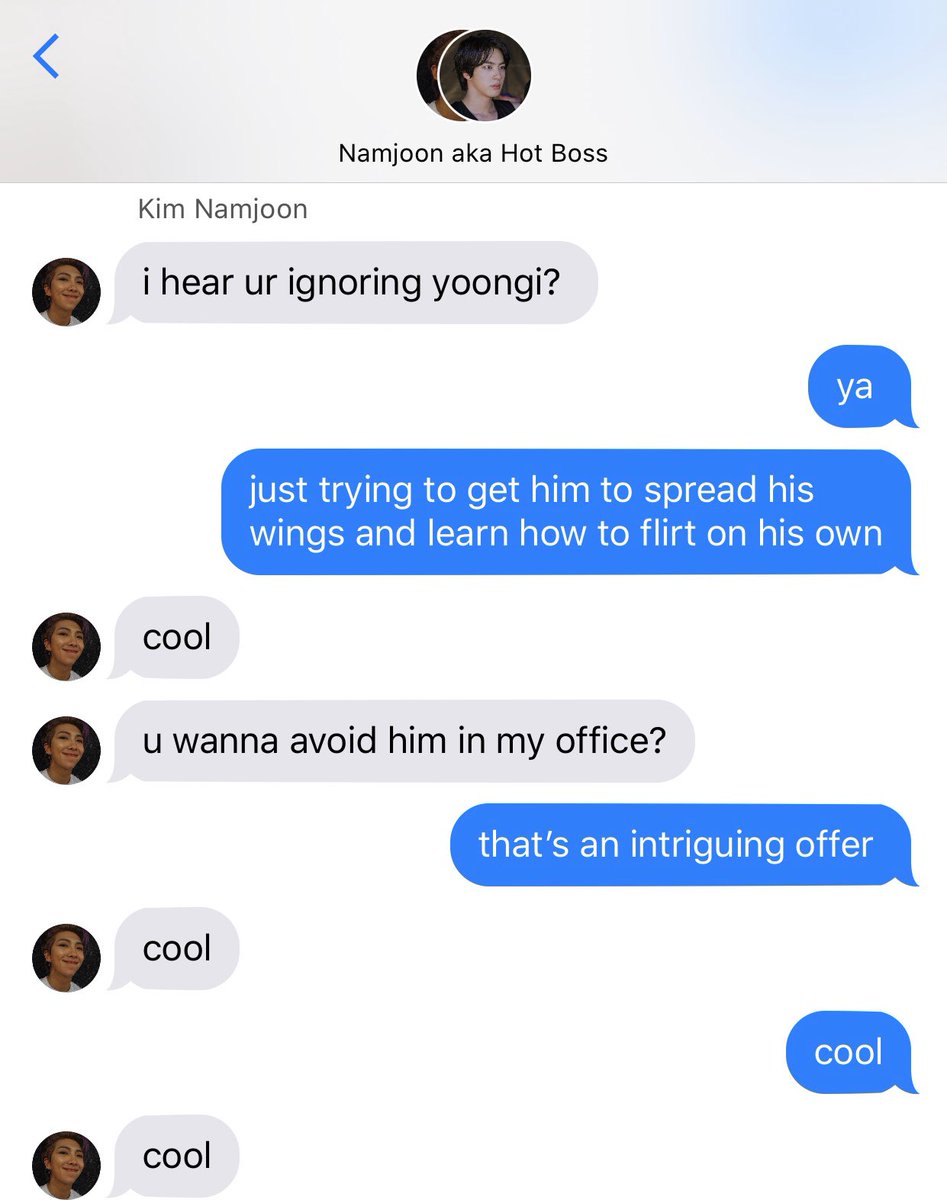 Namjoon aka Hot Boss
Kim Namjoon
i hear ur ignoring yoongi?
ya
just trying to get him to spread his
wings and learn how to flirt on his own
cool
u wanna avoid him in my office?
that’s an intriguing offer
cool
cool
cool